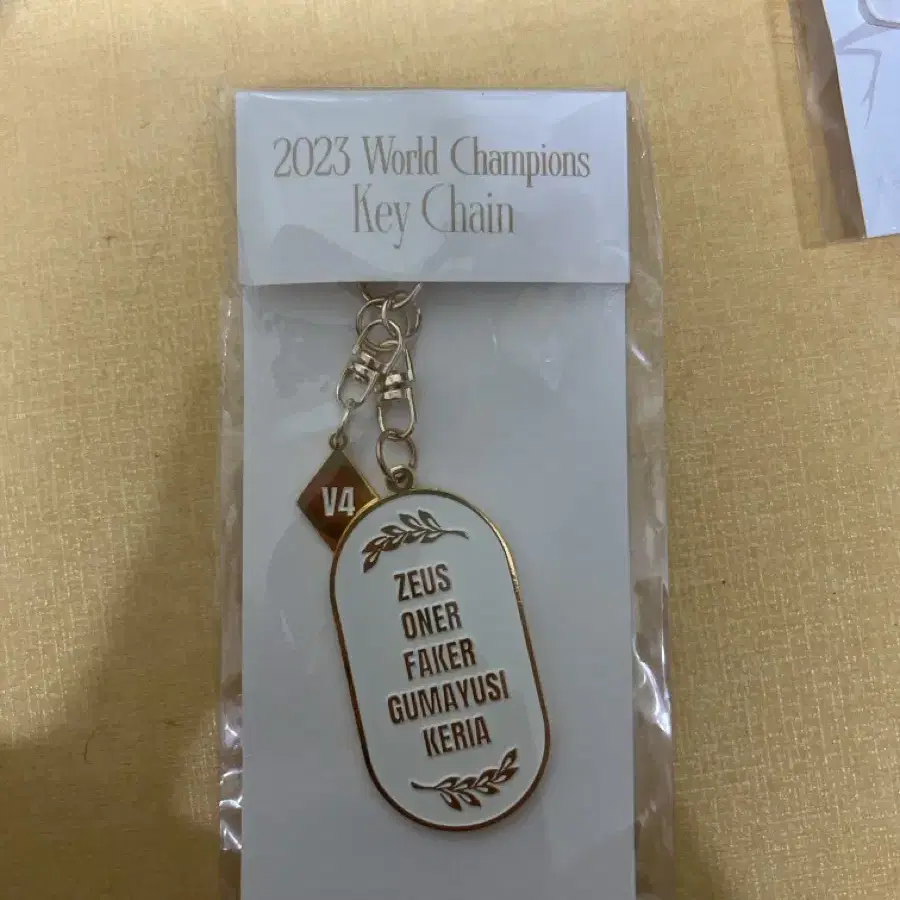 2023 World Champions
Key Chain
V4
ZEUS
ONER
FAKER
GUMAYUSI
KERIA